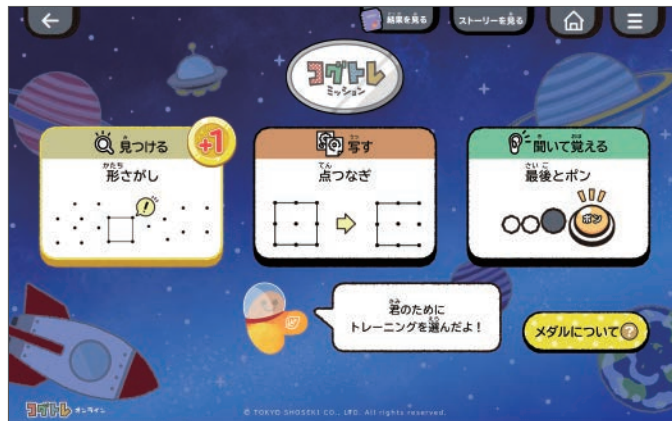 結果を見る
ストーリーを見る
コグトレ
ミッション
見つける
+1
形さがし
!
写す
点つなぎ
聞いて覚える
最後とポン
ポン
君のために
トレーニングを選んだよ！
メダルについて?
コグトレ オンライン
© TOKYO SHOSEKI CO., LTD. All rights reserved.